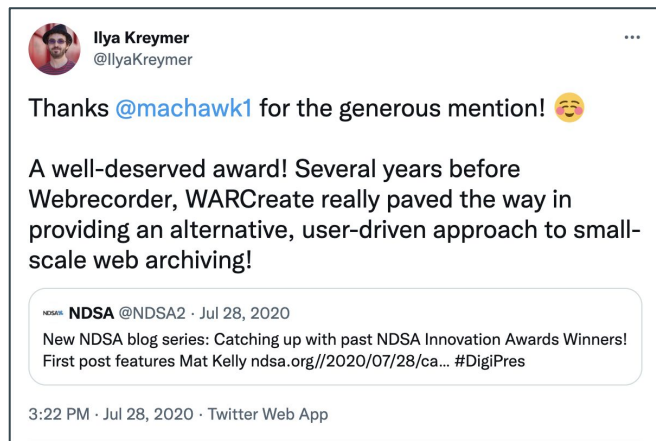 Ilya Kreymer
@IlyaKreymer
Thanks @machawk1 for the generous mention! ☺️
A well-deserved award! Several years before
Webrecorder, WARCreate really paved the way in
providing an alternative, user-driven approach to small-
scale web archiving!
NDSA NDSA @NDSA2 · Jul 28, 2020
New NDSA blog series: Catching up with past NDSA Innovation Awards Winners!
First post features Mat Kelly ndsa.org//2020/07/28/ca... #DigiPres
3:22 PM · Jul 28, 2020 · Twitter Web App